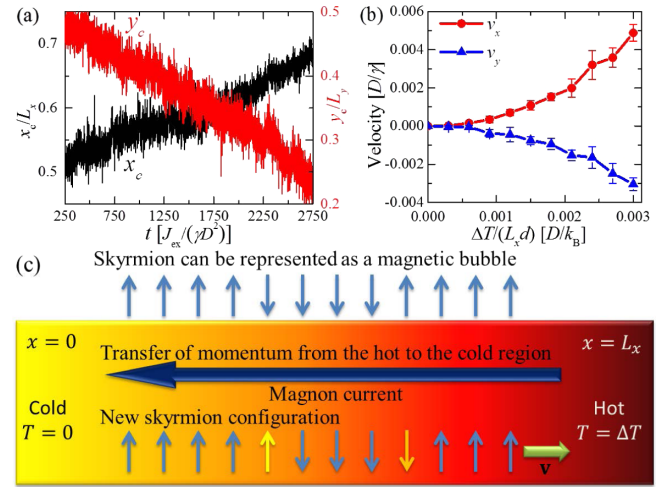 (a)
0.7
0.6
0.5
x_c/L_x
y_c
x_c
0.5
0.4
0.3
0.2
y_c/L_y
250 750 1250 1750 2250 2750
t [J_ex/(γD²)]
(b)
0.006
0.004
0.002
0.000
-0.002
-0.004
Velocity [D/γ]
v_x
v_y
0.000 0.001 0.002 0.003
ΔT/(L_x d) [D/k_B]
(c)
Skyrmion can be represented as a magnetic bubble
x = 0
x = L_x
Transfer of momentum from the hot to the cold region
Magnon current
Cold
T = 0
Hot
T = ΔT
New skyrmion configuration
v